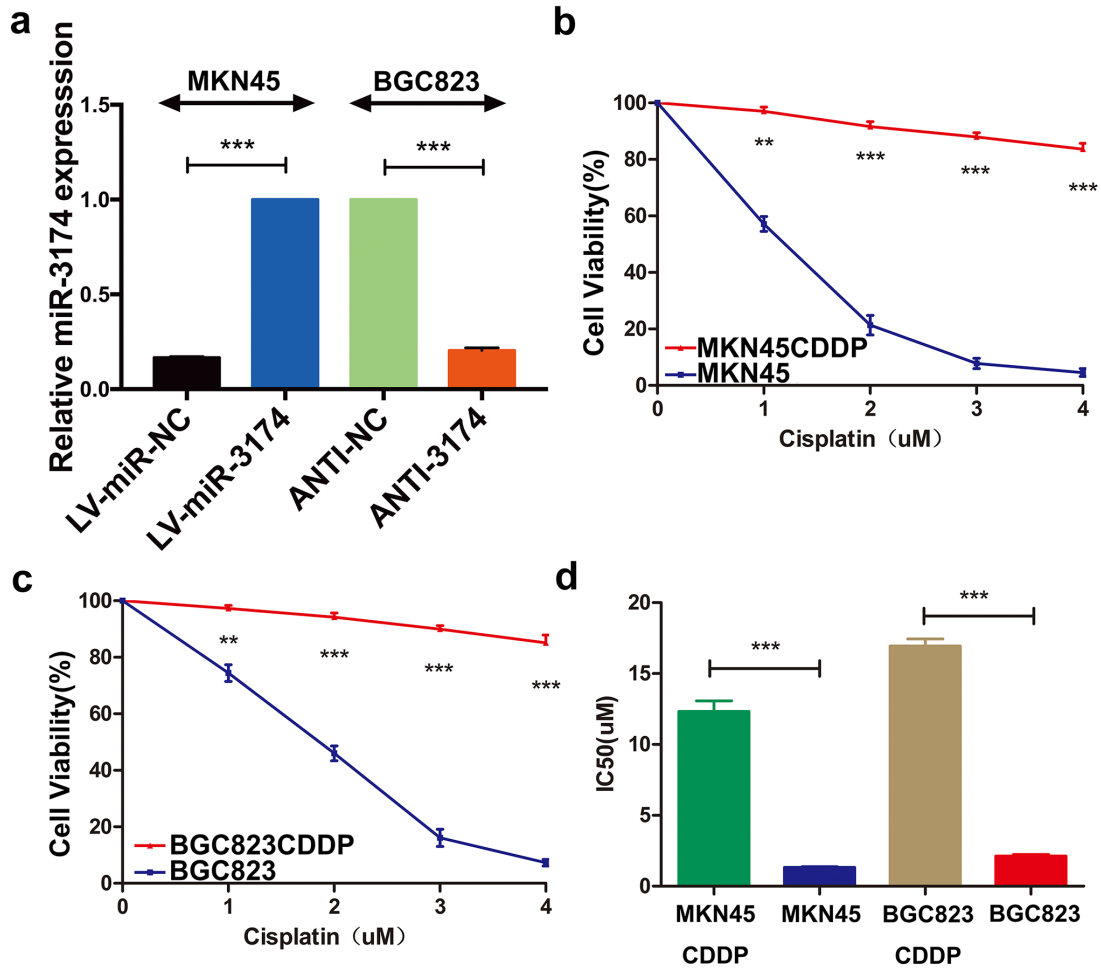 a
Relative miR-3174 expresssion
MKN45
BGC823
***
***
1.5
1.0
0.5
0.0
LV-miR-NC
LV-miR-3174
ANTI-NC
ANTI-3174
b
Cell Viability(%)
100
80
60
40
20
0
**
***
***
***
MKN45CDDP
MKN45
0 1 2 3 4
Cisplatin（uM）
c
Cell Viability(%)
100
80
60
40
20
0
**
***
***
***
BGC823CDDP
BGC823
0 1 2 3 4
Cisplatin（uM）
d
IC50(uM)
20
15
10
5
0
***
***
MKN45 MKN45 BGC823 BGC823
CDDP CDDP